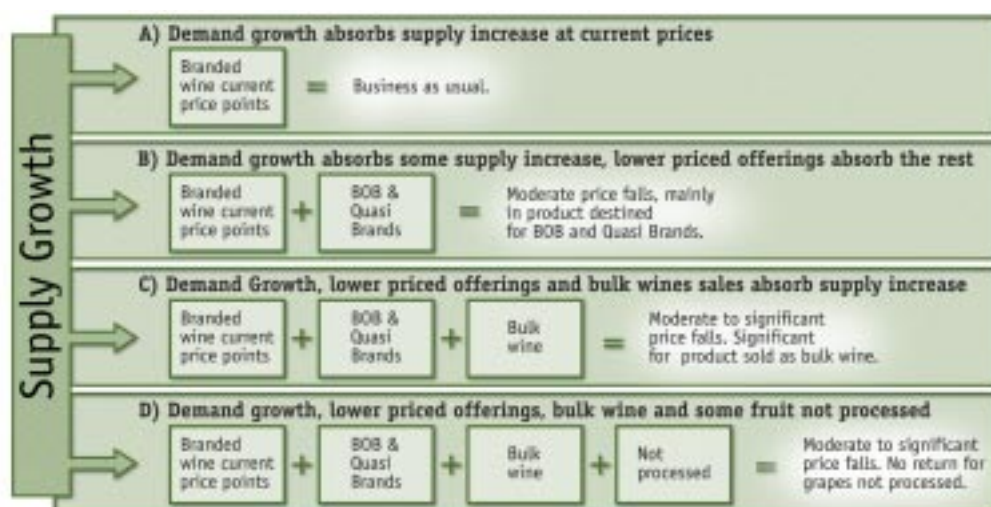 Supply Growth
A) Demand growth absorbs supply increase at current prices
Branded
wine current
price points
=
Business as usual.
B) Demand growth absorbs some supply increase, lower priced offerings absorb the rest
Branded
wine current
price points
+
BOB &
Quasi
Brands
=
Moderate price falls, mainly
in product destined
for BOB and Quasi Brands.
C) Demand Growth, lower priced offerings and bulk wines sales absorb supply increase
Branded
wine current
price points
+
BOB &
Quasi
Brands
+
Bulk
wine
=
Moderate to significant
price falls. Significant
for product sold as bulk wine.
D) Demand growth, lower priced offerings, bulk wine and some fruit not processed
Branded
wine current
price points
+
BOB &
Quasi
Brands
+
Bulk
wine
+
Not
processed
=
Moderate to significant
price falls. No return for
grapes not processed.